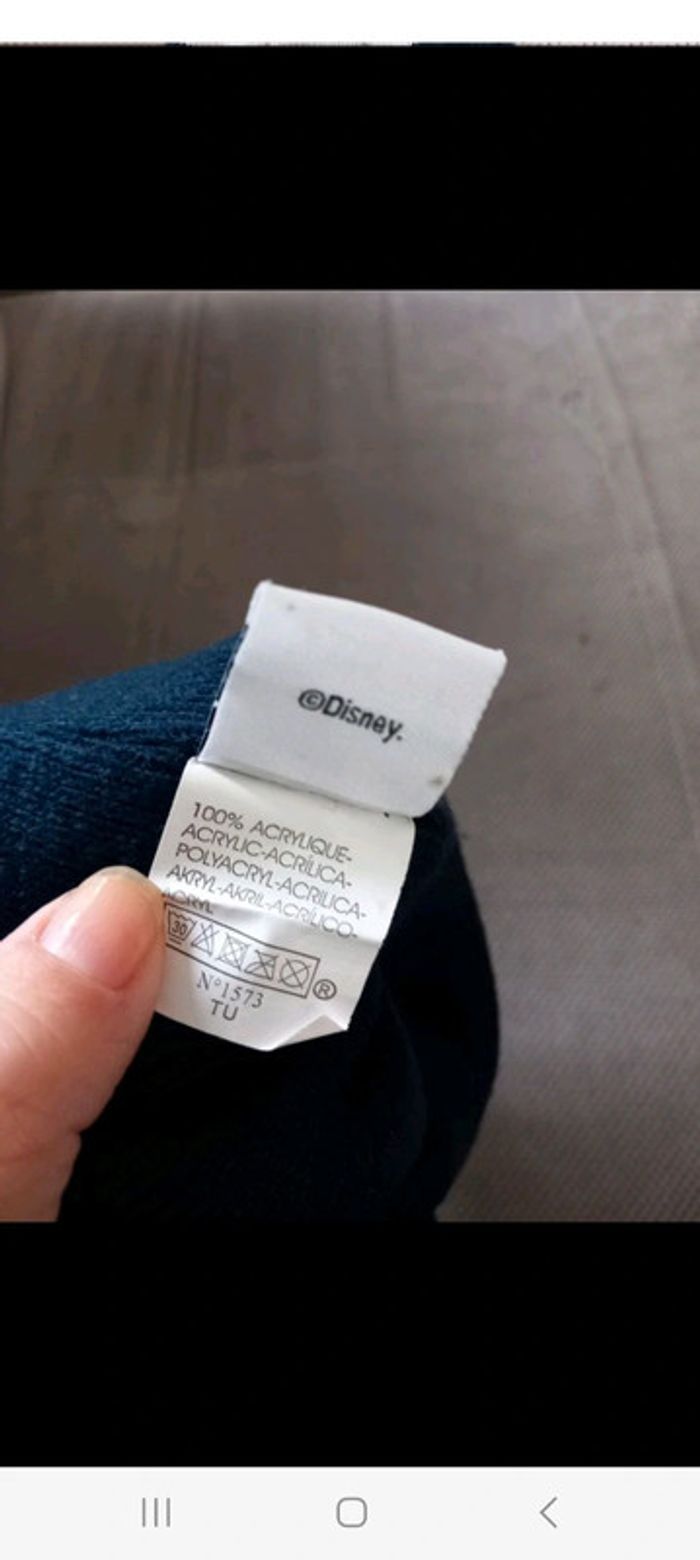 ©Disney.
100% ACRYLIQUE-
ACRYLIC-ACRÍLICA-
POLYACRYL-ACRILICA-
AKRYL-AKRIL-ACRÍLICO-
ACRYL
30
®
N°1573
TU